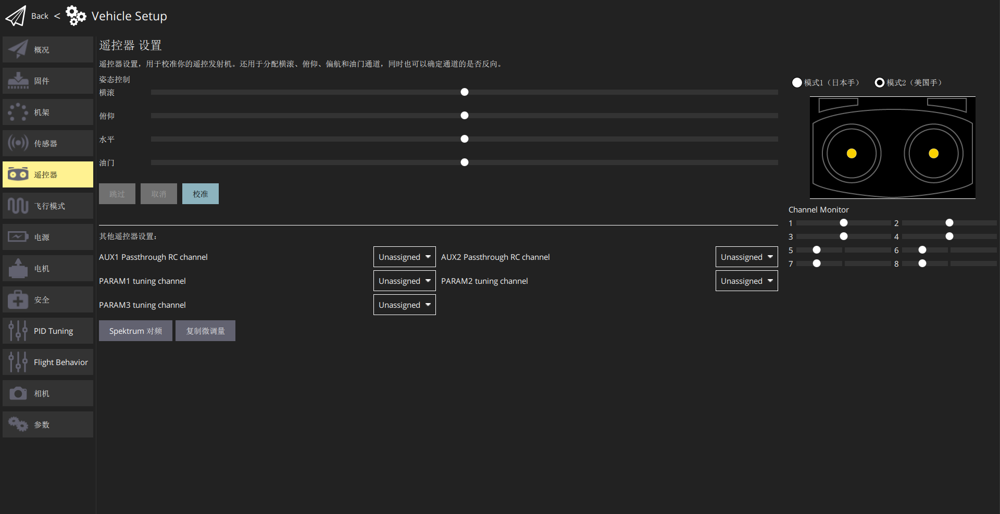 Back < Vehicle Setup
概况
固件
机架
传感器
遥控器
飞行模式
电源
电机
安全
PID Tuning
Flight Behavior
相机
参数
遥控器 设置
遥控器设置，用于校准你的遥控发射机。还用于分配横滚、俯仰、偏航和油门通道，同时也可以确定通道的是否反向。
姿态控制
横滚
俯仰
水平
油门
跳过 取消 校准
其他遥控器设置：
AUX1 Passthrough RC channel Unassigned AUX2 Passthrough RC channel Unassigned
PARAM1 tuning channel Unassigned PARAM2 tuning channel Unassigned
PARAM3 tuning channel Unassigned
Spektrum 对频 复制微调量
模式1（日本手） 模式2（美国手）
Channel Monitor
1 2
3 4
5 6
7 8